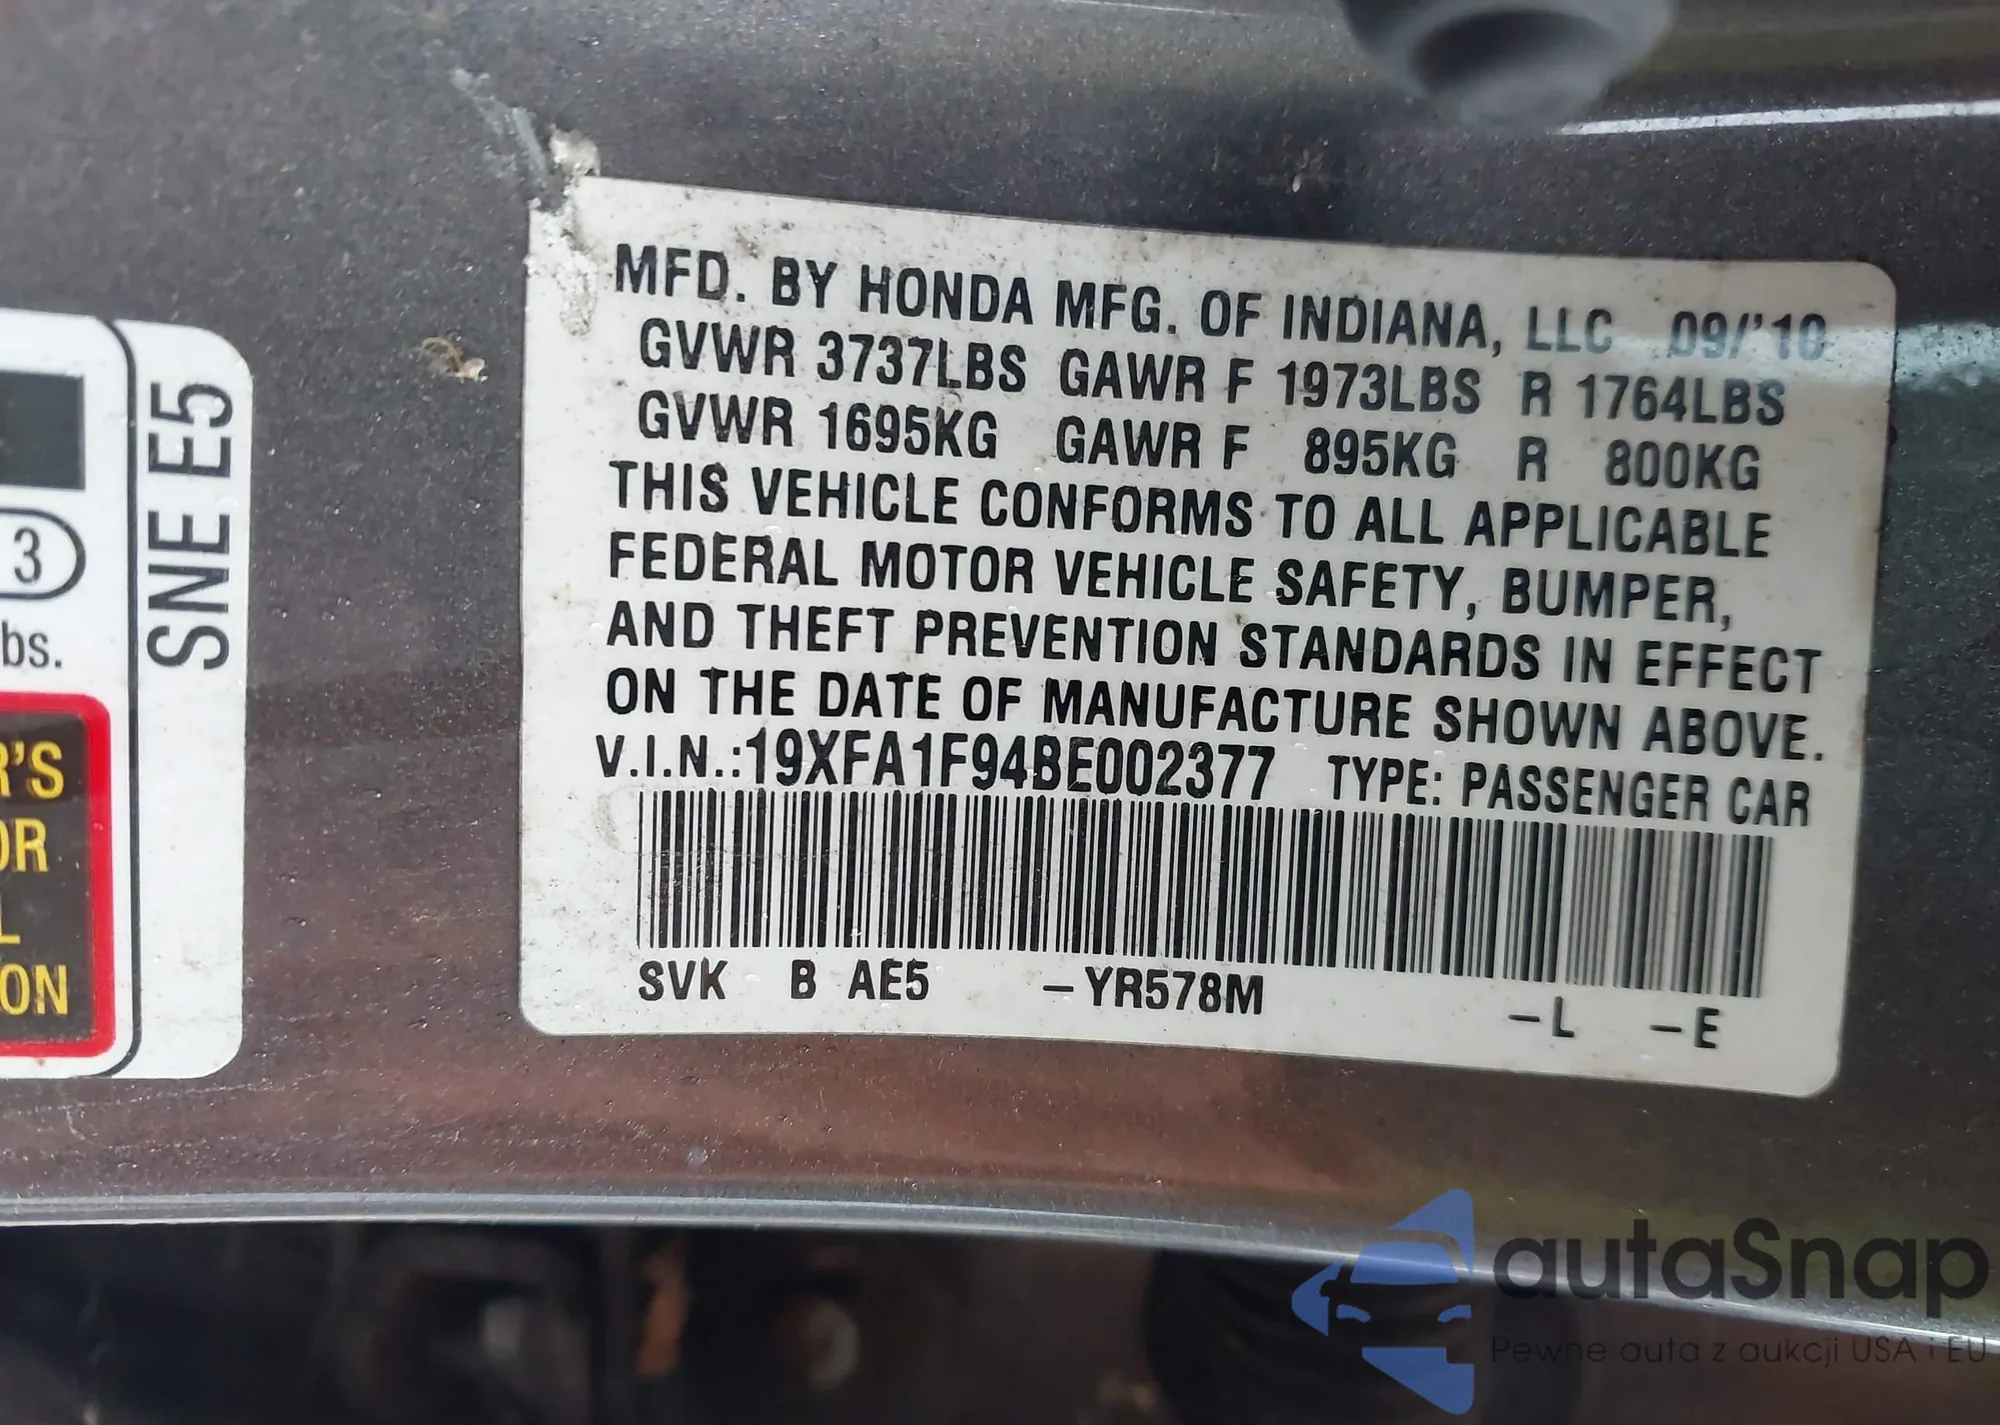 MFD. BY HONDA MFG. OF INDIANA, LLC 09/'10
GVWR 3737LBS GAWR F 1973LBS R 1764LBS
GVWR 1695KG GAWR F 895KG R 800KG
THIS VEHICLE CONFORMS TO ALL APPLICABLE
FEDERAL MOTOR VEHICLE SAFETY, BUMPER,
AND THEFT PREVENTION STANDARDS IN EFFECT
ON THE DATE OF MANUFACTURE SHOWN ABOVE.
V.I.N.:19XFA1F94BE002377 TYPE: PASSENGER CAR
SVK B AE5 -YR578M -L -E
SNE E5
3
bs.
R'S
OR
L
ON
autaSnap
Pewne auta z aukcji USA i EU